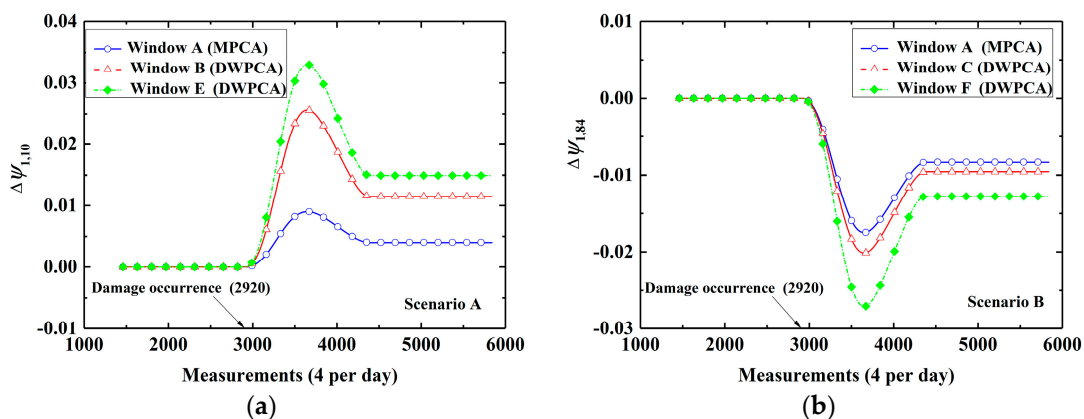 0.04
0.03
0.02
0.01
0.00
-0.01
Δψ1,10
Window A (MPCA)
Window B (DWPCA)
Window E (DWPCA)
Damage occurrence (2920)
Scenario A
1000 2000 3000 4000 5000 6000
Measurements (4 per day)
(a)
0.01
0.00
-0.01
-0.02
-0.03
Δψ1.84
Window A (MPCA)
Window C (DWPCA)
Window F (DWPCA)
Damage occurrence (2920)
Scenario B
1000 2000 3000 4000 5000 6000
Measurements (4 per day)
(b)